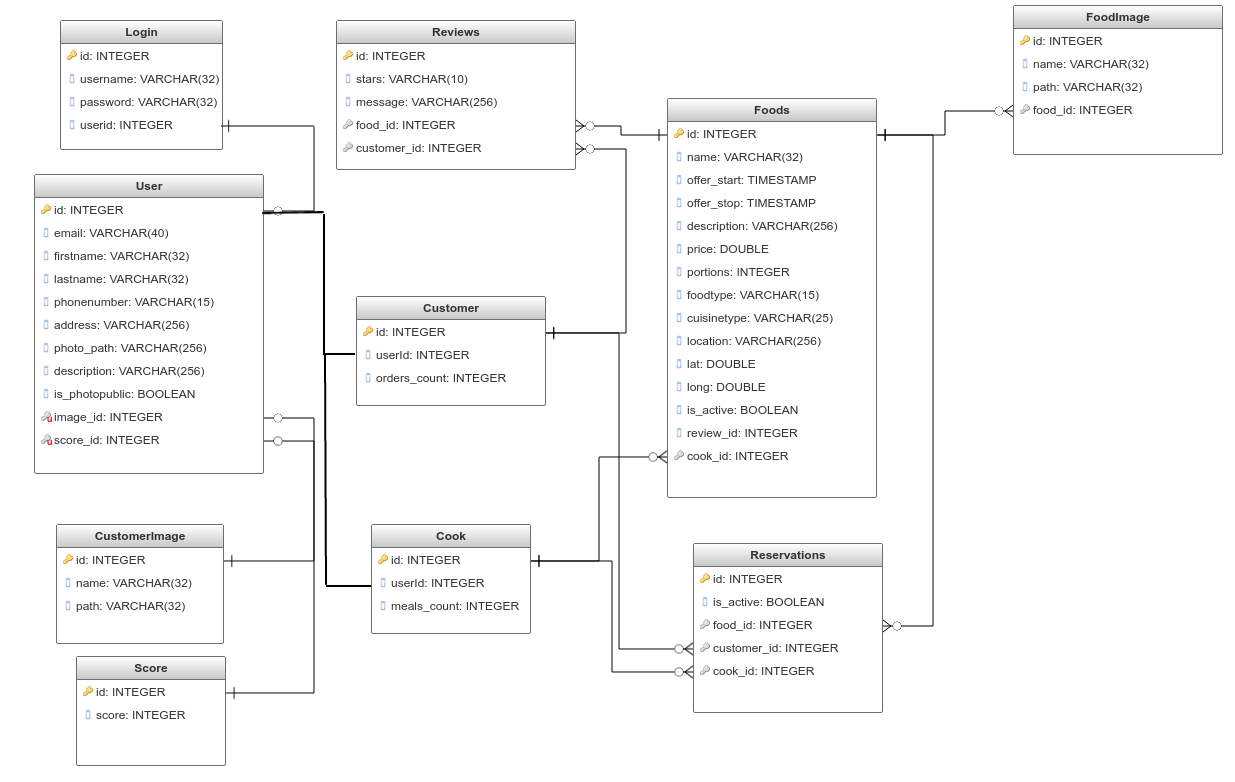 Login
id: INTEGER
username: VARCHAR(32)
password: VARCHAR(32)
userid: INTEGER
Reviews
id: INTEGER
stars: VARCHAR(10)
message: VARCHAR(256)
food_id: INTEGER
customer_id: INTEGER
FoodImage
id: INTEGER
name: VARCHAR(32)
path: VARCHAR(32)
food_id: INTEGER
Foods
id: INTEGER
name: VARCHAR(32)
offer_start: TIMESTAMP
offer_stop: TIMESTAMP
description: VARCHAR(256)
price: DOUBLE
portions: INTEGER
foodtype: VARCHAR(15)
cuisinetype: VARCHAR(25)
location: VARCHAR(256)
lat: DOUBLE
long: DOUBLE
is_active: BOOLEAN
review_id: INTEGER
cook_id: INTEGER
User
id: INTEGER
email: VARCHAR(40)
firstname: VARCHAR(32)
lastname: VARCHAR(32)
phonenumber: VARCHAR(15)
address: VARCHAR(256)
photo_path: VARCHAR(256)
description: VARCHAR(256)
is_photopublic: BOOLEAN
image_id: INTEGER
score_id: INTEGER
Customer
id: INTEGER
userId: INTEGER
orders_count: INTEGER
CustomerImage
id: INTEGER
name: VARCHAR(32)
path: VARCHAR(32)
Cook
id: INTEGER
userId: INTEGER
meals_count: INTEGER
Reservations
id: INTEGER
is_active: BOOLEAN
food_id: INTEGER
customer_id: INTEGER
cook_id: INTEGER
Score
id: INTEGER
score: INTEGER